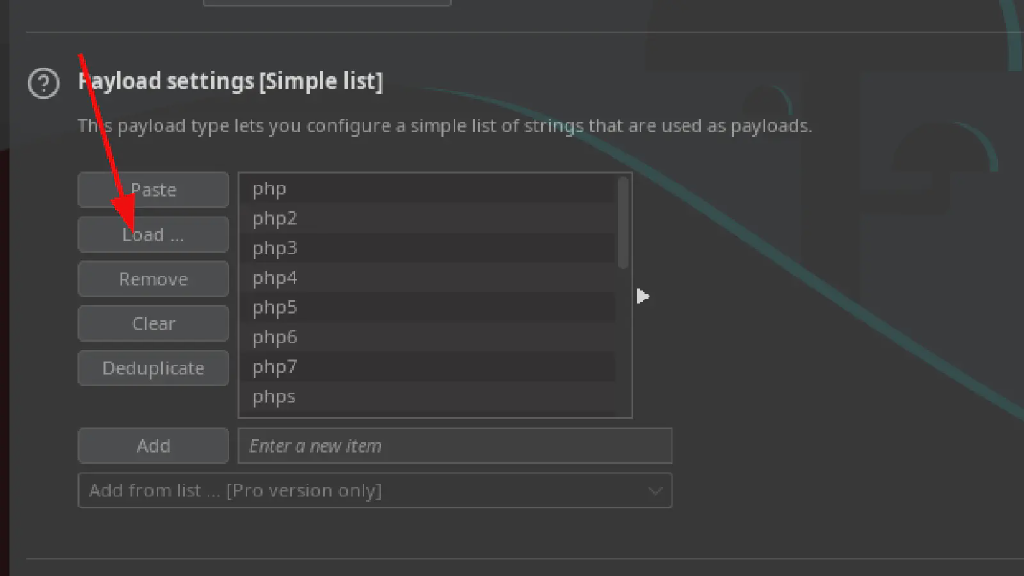 ?
Payload settings [Simple list]
This payload type lets you configure a simple list of strings that are used as payloads.
Paste
Load ...
Remove
Clear
Deduplicate
php
php2
php3
php4
php5
php6
php7
phps
Add
Enter a new item
Add from list ... [Pro version only]